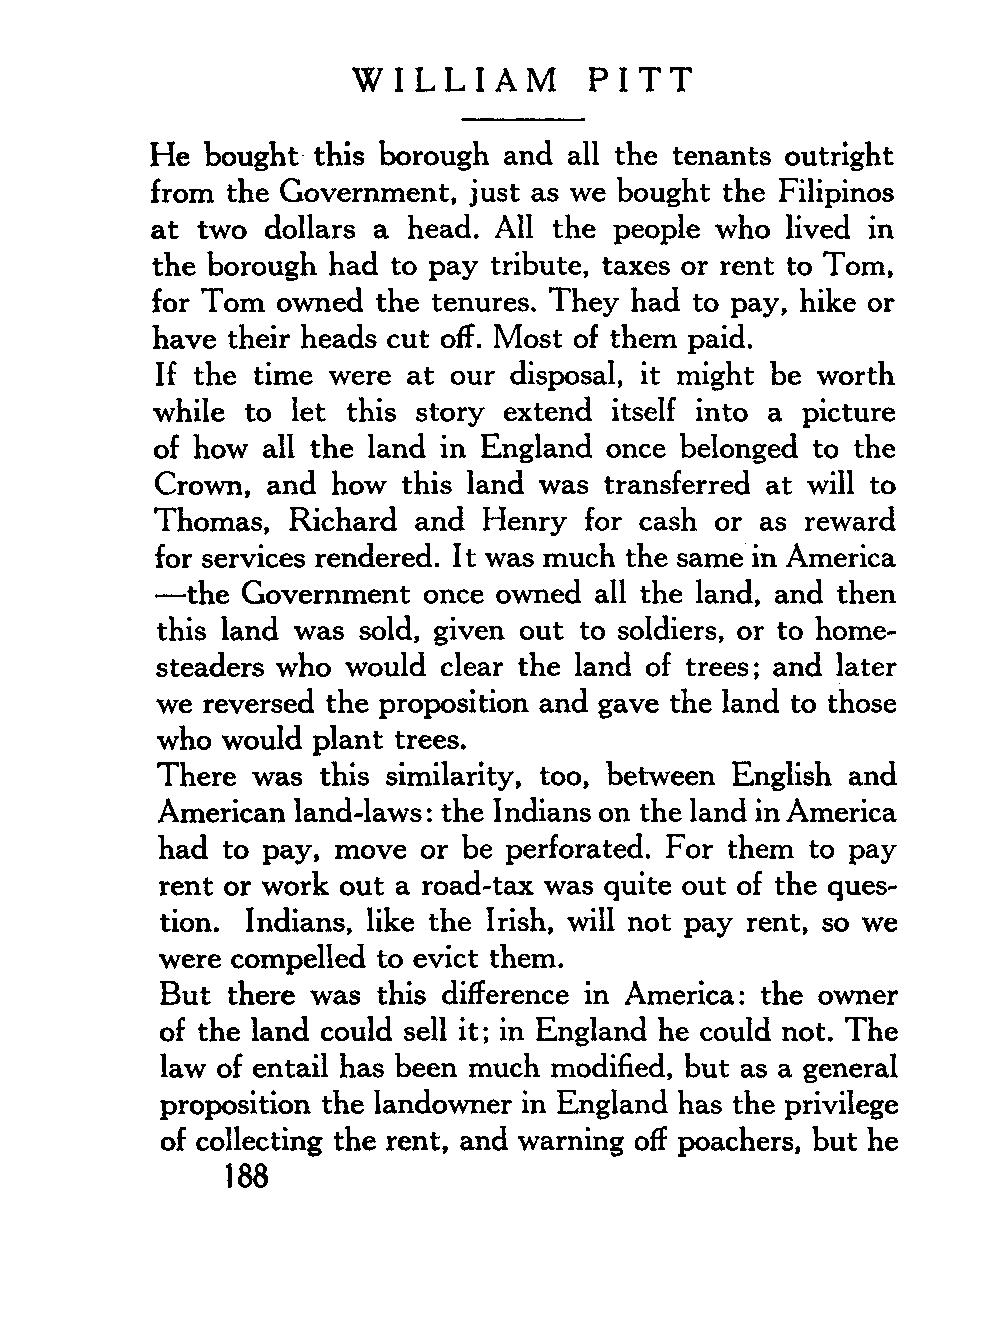 WILLIAM PITT
He bought this borough and all the tenants outright
from the Government, just as we bought the Filipinos
at two dollars a head. All the people who lived in
the borough had to pay tribute, taxes or rent to Tom,
for Tom owned the tenures. They had to pay, hike or
have their heads cut off. Most of them paid.
If the time were at our disposal, it might be worth
while to let this story extend itself into a picture
of how all the land in England once belonged to the
Crown, and how this land was transferred at will to
Thomas, Richard and Henry for cash or as reward
for services rendered. It was much the same in America
—the Government once owned all the land, and then
this land was sold, given out to soldiers, or to home-
steaders who would clear the land of trees; and later
we reversed the proposition and gave the land to those
who would plant trees.
There was this similarity, too, between English and
American land-laws: the Indians on the land in America
had to pay, move or be perforated. For them to pay
rent or work out a road-tax was quite out of the ques-
tion. Indians, like the Irish, will not pay rent, so we
were compelled to evict them.
But there was this difference in America: the owner
of the land could sell it; in England he could not. The
law of entail has been much modified, but as a general
proposition the landowner in England has the privilege
of collecting the rent, and warning off poachers, but he
188